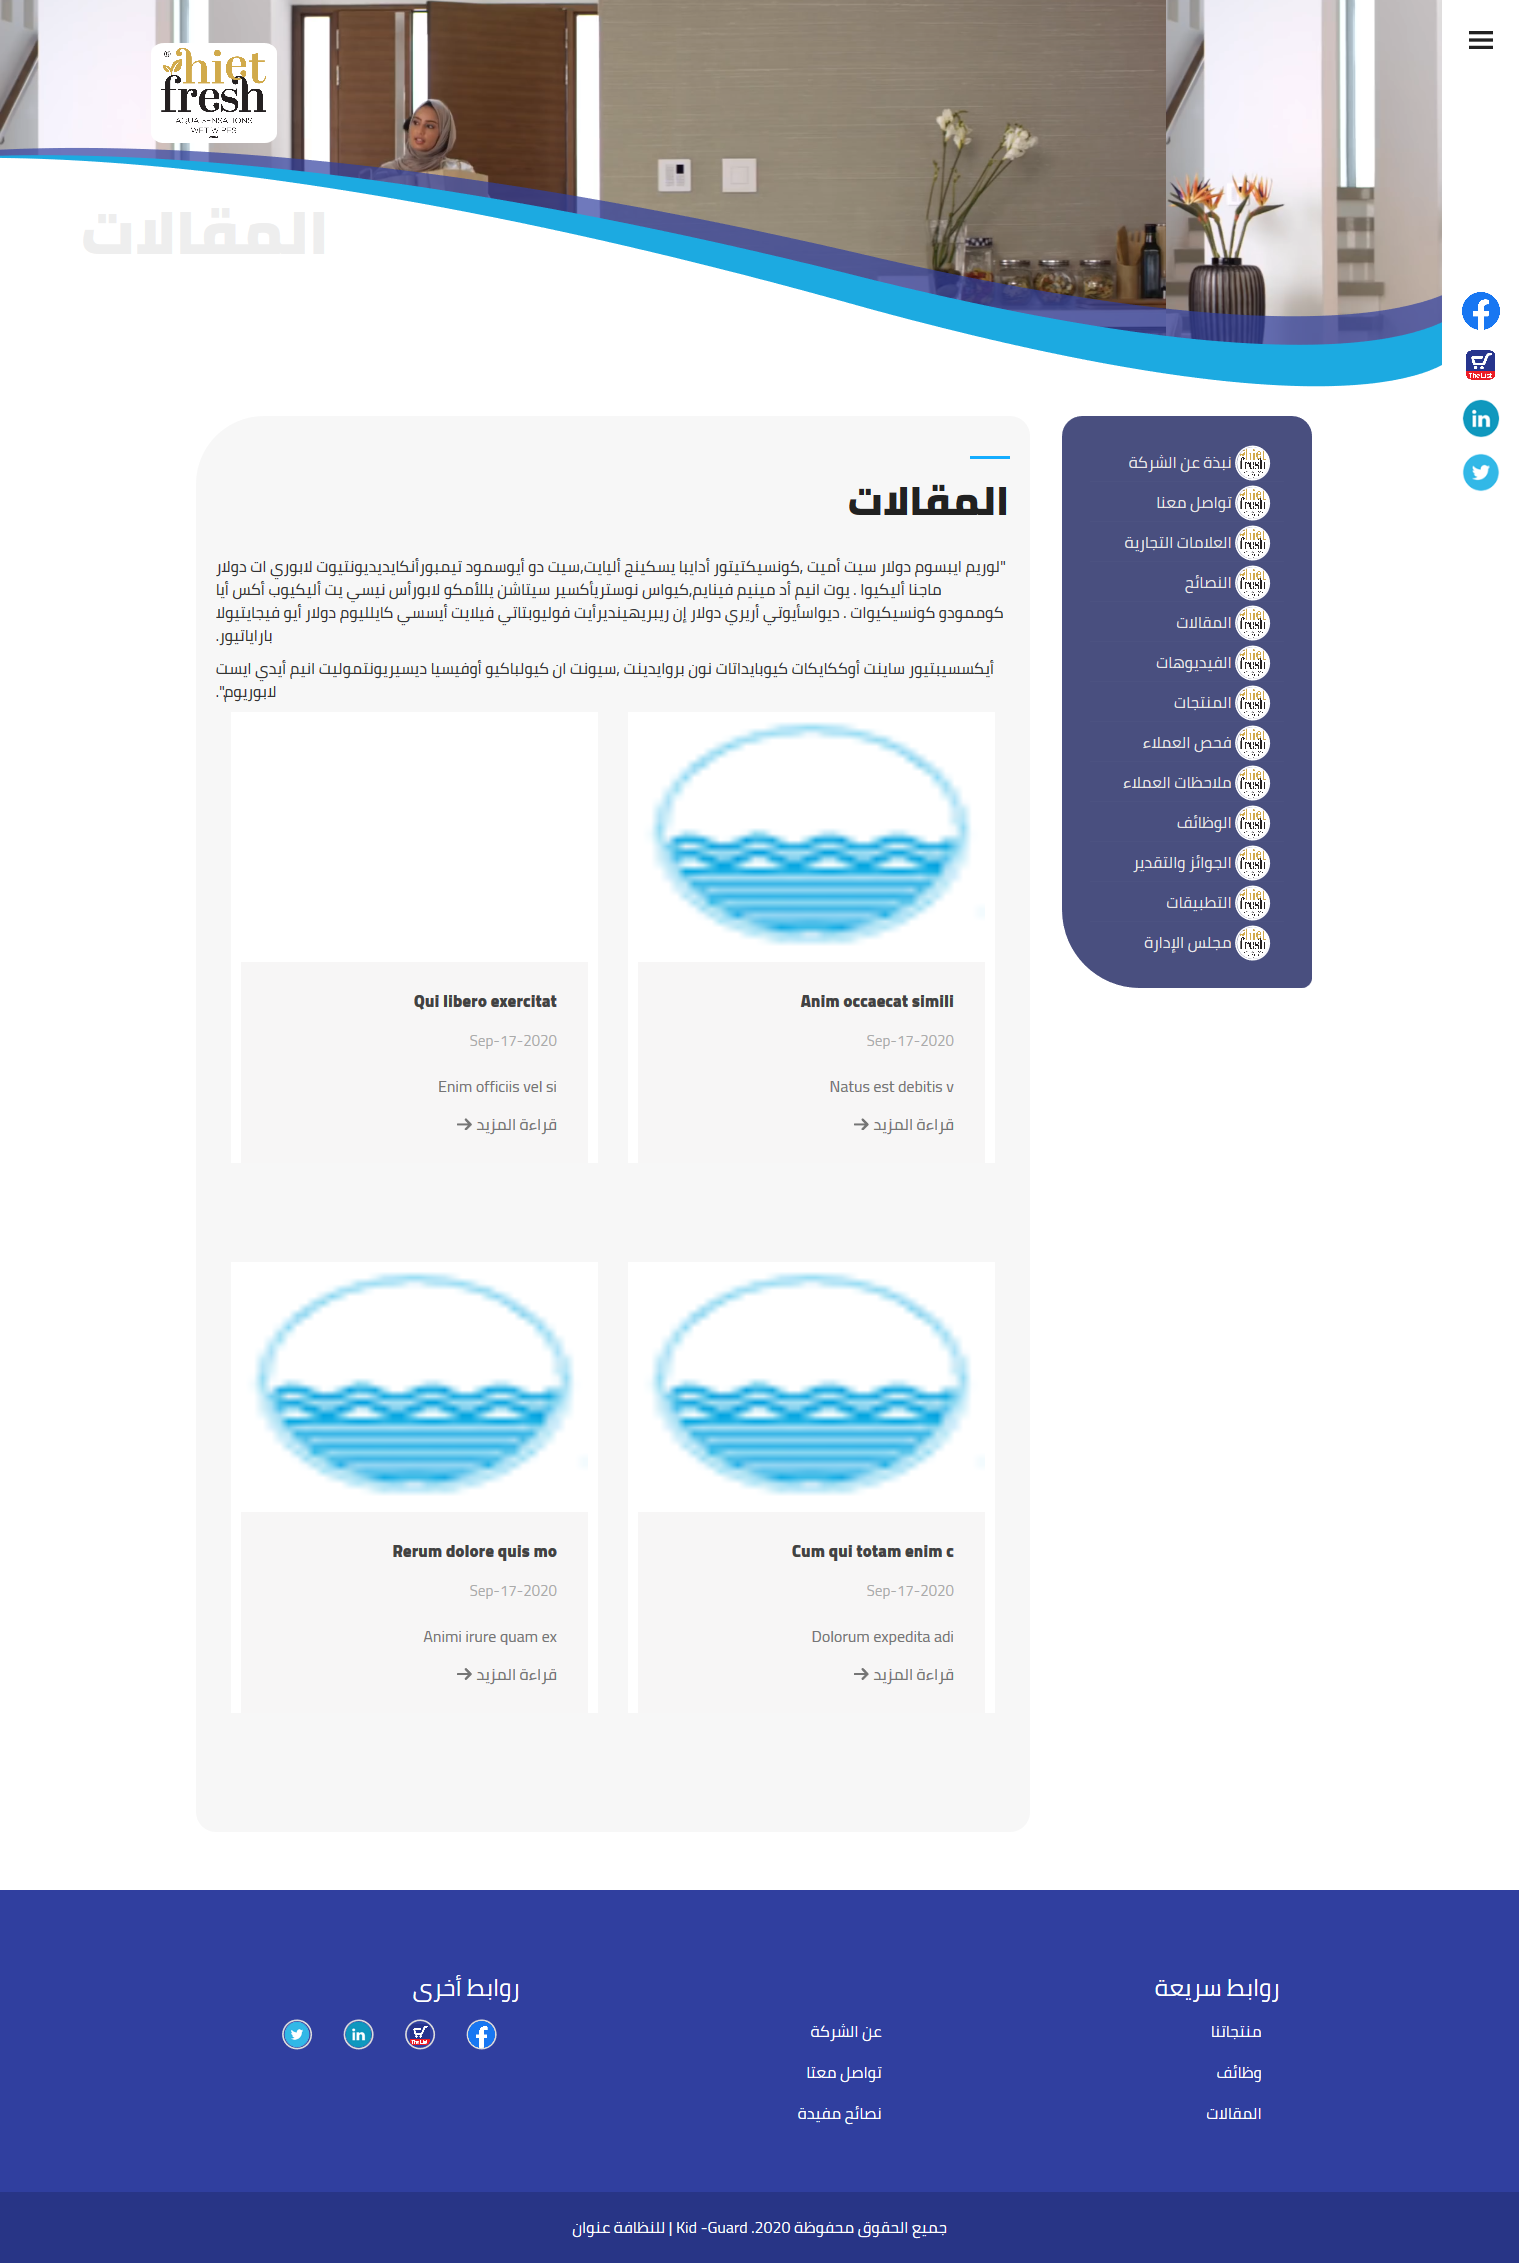 hiet
fresh
AQUA SENSATIONS
WET WIPES
المقالات
The List
نبذة عن الشركة
تواصل معنا
العلامات التجارية
النصائح
المقالات
الفيديوهات
المنتجات
فحص العملاء
ملاحظات العملاء
الوظائف
الجوائز والتقدير
التطبيقات
مجلس الإدارة
المقالات
"لوريم ايبسوم دولار سيت أميت ,كونسيكتيتور أدايبا يسكينج أليايت,سيت دو أيوسمود تيمبورأنكايديديونتيوت لابوري ات دولار
ماجنا أليكيوا . يوت انيم أد مينيم فينايم,كيواس نوستريأكسير سيتاشن يللأمكو لابورأس نيسي يت أليكيوب أكس أيا
كوممودو كونسيكيوات . ديواسأيوتي أريري دولار إن ريبريهينديرأيت فوليوبتاتي فيلايت أيسسي كايلليوم دولار أيو فيجايتيولا
باراياتيور.
أيكسسيبتيور ساينت أوككايكات كيوبايداتات نون بروايدينت ,سيونت ان كيولباكيو أوفيسيا ديسيريونتموليت انيم أيدي ايست
لابوريوم".
Anim occaecat simili
Sep-17-2020
Natus est debitis v
قراءة المزيد
Qui libero exercitat
Sep-17-2020
Enim officiis vel si
قراءة المزيد
Cum qui totam enim c
Sep-17-2020
Dolorum expedita adi
قراءة المزيد
Rerum dolore quis mo
Sep-17-2020
Animi irure quam ex
قراءة المزيد
روابط سريعة
منتجاتنا
وظائف
المقالات
عن الشركة
تواصل معنا
نصائح مفيدة
روابط أخرى
جميع الحقوق محفوظة 2020. Kid -Guard | للنظافة عنوان